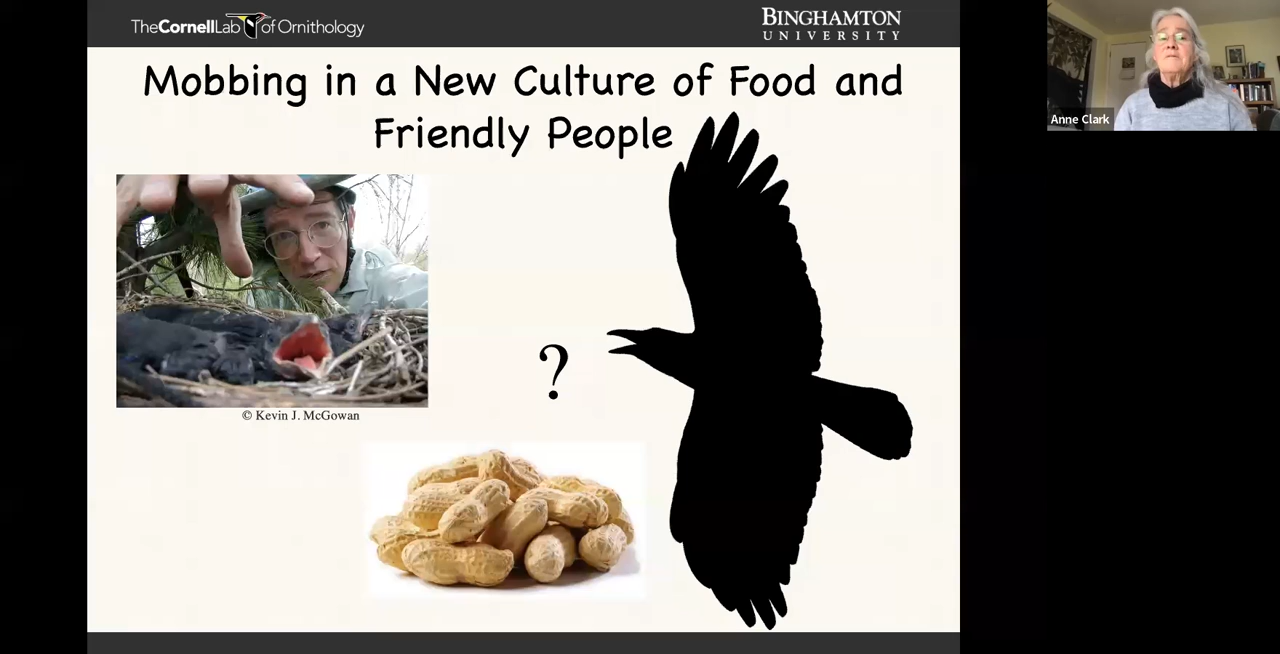 TheCornellLab of Ornithology
BINGHAMTON
UNIVERSITY
Mobbing in a New Culture of Food and
Friendly People
Anne Clark
?
© Kevin J. McGowan